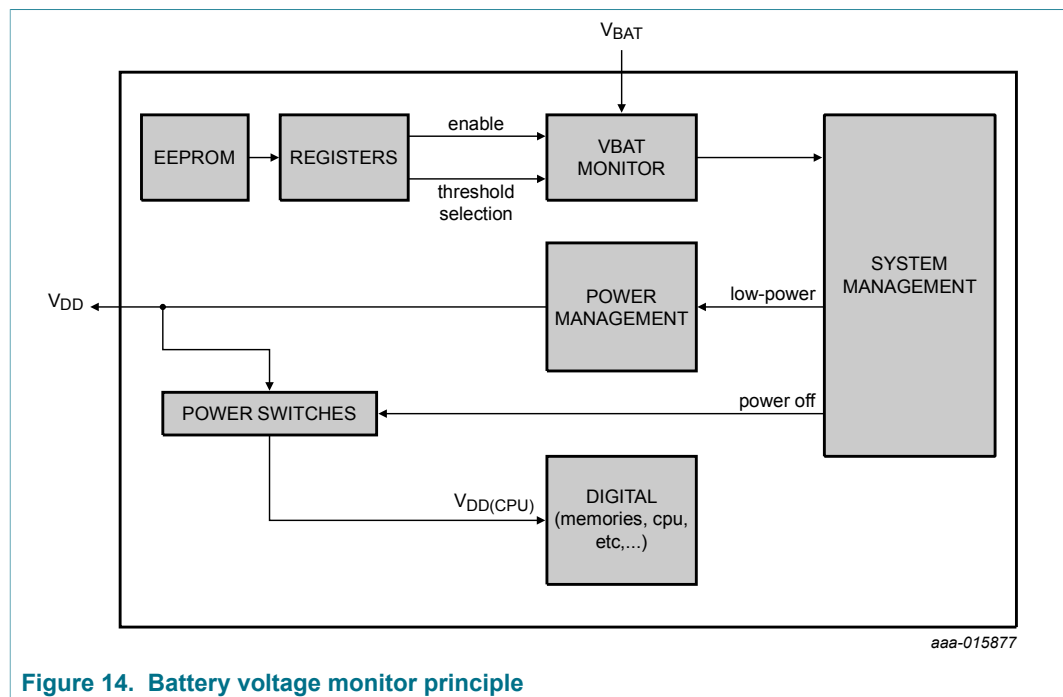 VBAT
EEPROM
REGISTERS
enable
threshold
selection
VBAT
MONITOR
SYSTEM
MANAGEMENT
VDD
POWER
MANAGEMENT
low-power
POWER SWITCHES
power off
VDD(CPU)
DIGITAL
(memories, cpu,
etc,...)
aaa-015877
Figure 14. Battery voltage monitor principle